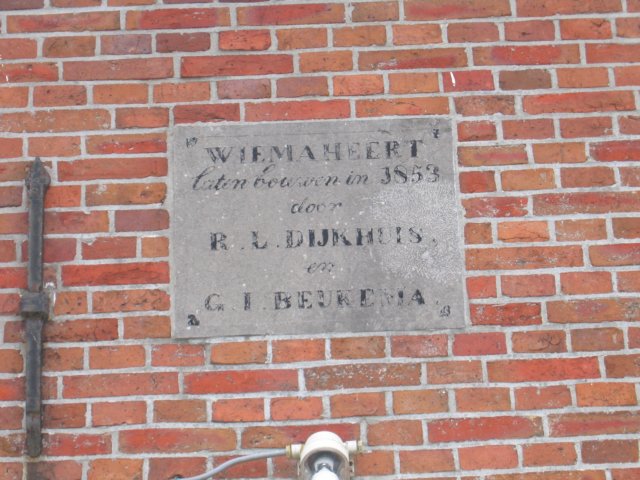 WIEMAHEERT
laten bouwen in 1853
door
R. L. DIJKHUIS.
en
G. I. BEUKEMA.